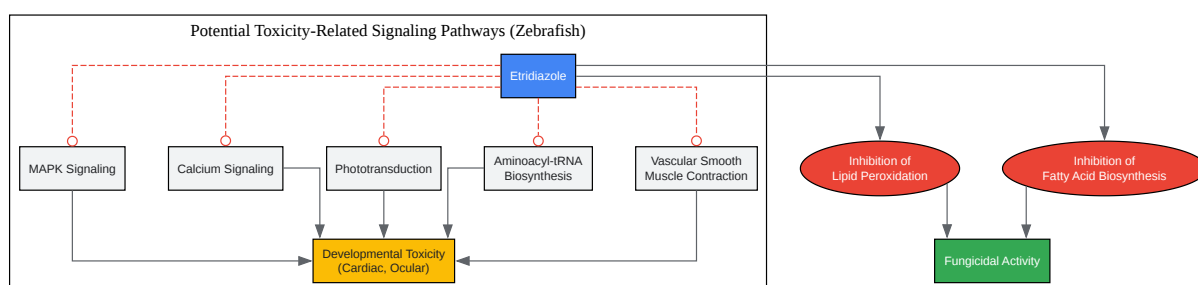 Potential Toxicity-Related Signaling Pathways (Zebrafish)
Etridiazole
MAPK Signaling
Calcium Signaling
Phototransduction
Aminoacyl-tRNA
Biosynthesis
Vascular Smooth
Muscle Contraction
Inhibition of
Lipid Peroxidation
Inhibition of
Fatty Acid Biosynthesis
Developmental Toxicity
(Cardiac, Ocular)
Fungicidal Activity